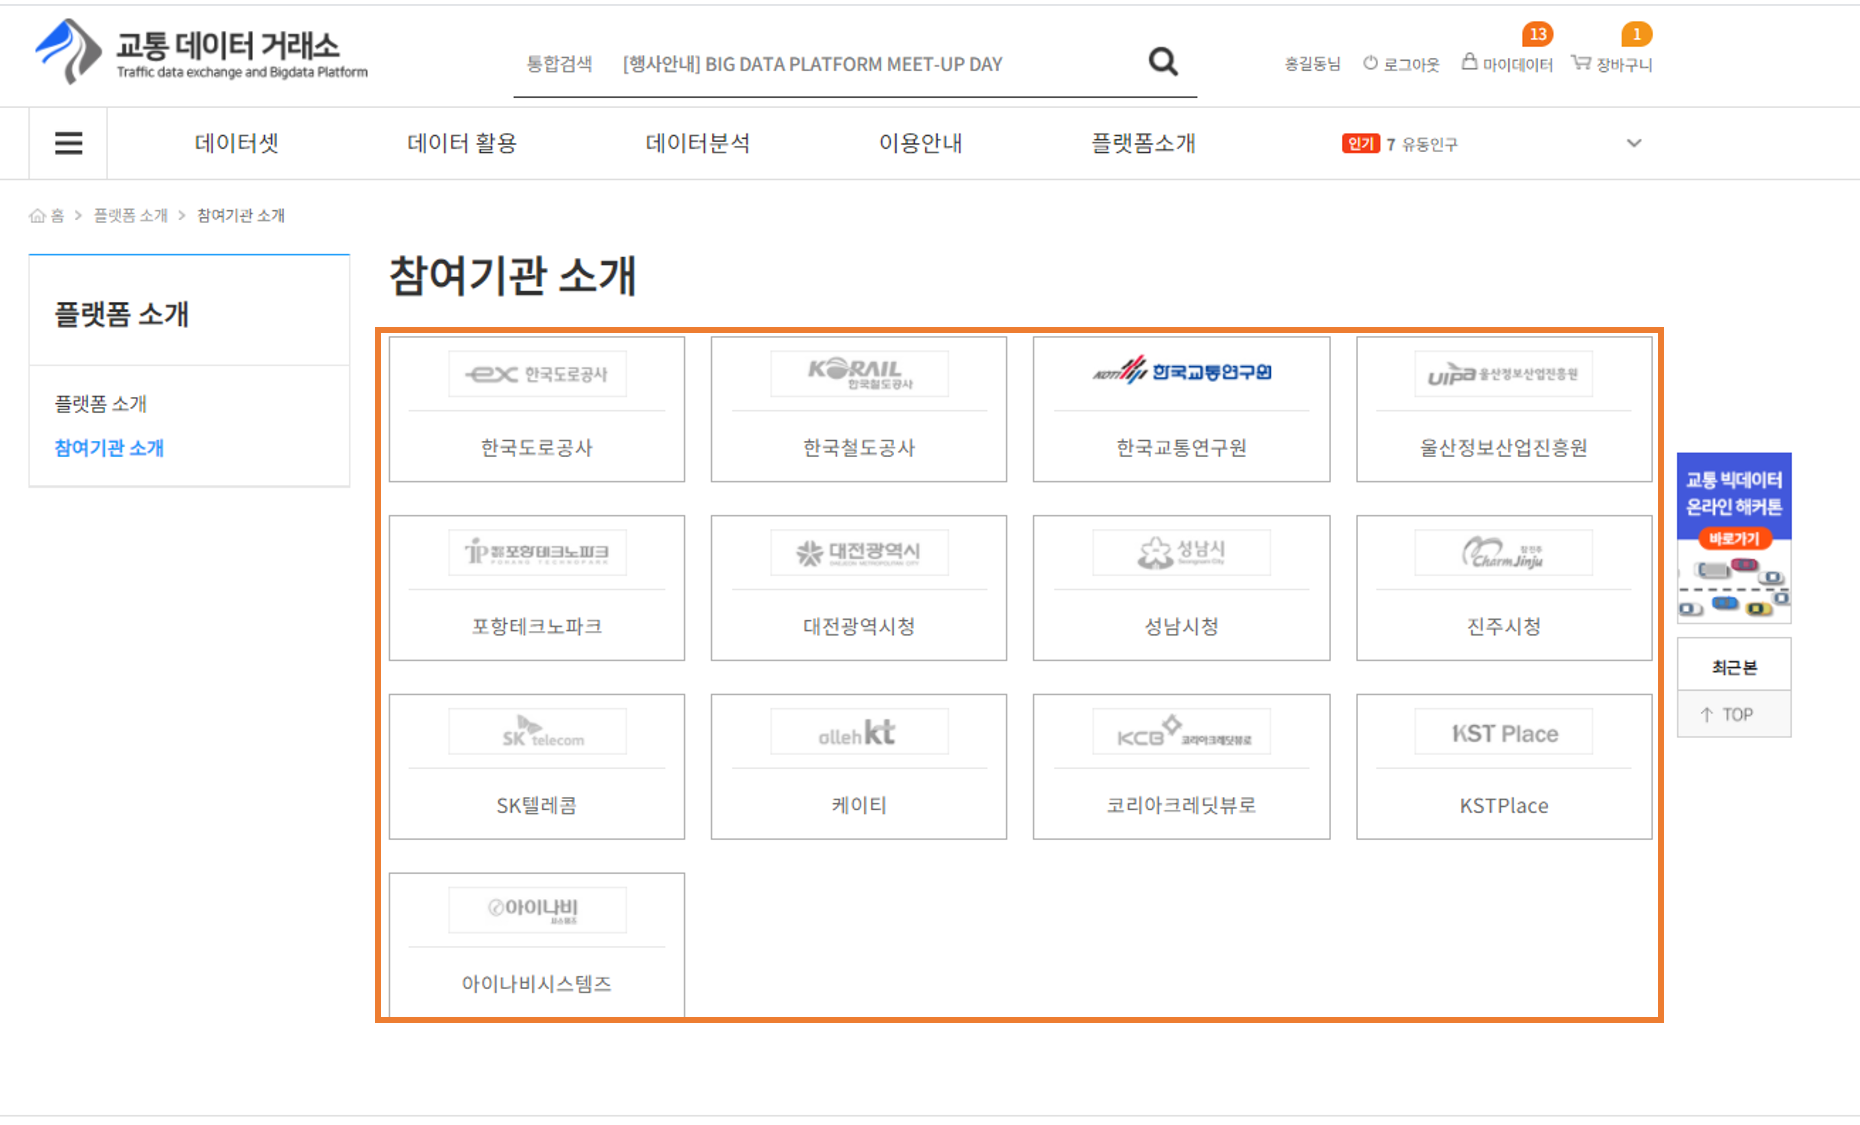 교통 데이터 거래소
Traffic data exchange and Bigdata Platform
통합검색 [행사안내] BIG DATA PLATFORM MEET-UP DAY
홍길동님 로그아웃 마이데이터 13 장바구니 1
데이터셋 데이터 활용 데이터분석 이용안내 플랫폼소개 인기 7 유동인구
홈 > 플랫폼 소개 > 참여기관 소개
플랫폼 소개
플랫폼 소개
참여기관 소개
참여기관 소개
ex 한국도로공사
한국도로공사
KORAIL
한국철도공사
한국철도공사
KOTI 한국교통연구원
한국교통연구원
UIPA 울산정보산업진흥원
울산정보산업진흥원
TP 포항테크노파크
POHANG TECHNOPARK
포항테크노파크
대전광역시
DAEJEON METROPOLITAN CITY
대전광역시청
성남시
Seongnam City
성남시청
참진주
Charm Jinju
진주시청
SK telecom
SK텔레콤
olleh kt
케이티
KCB 코리아크레딧뷰로
코리아크레딧뷰로
KST Place
KSTPlace
아이나비
시스템즈
아이나비시스템즈
교통 빅데이터
온라인 해커톤
바로가기
최근본
↑ TOP